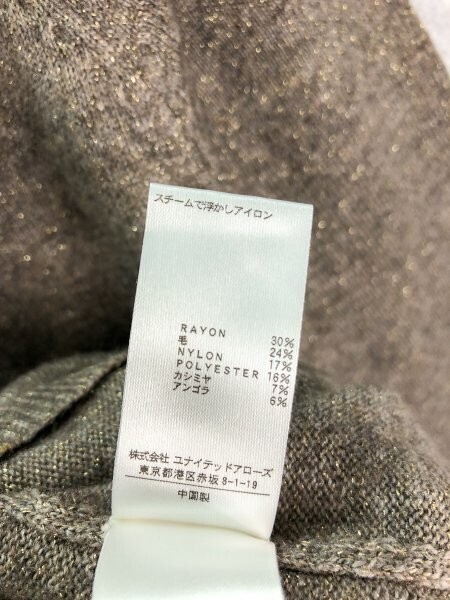 スチームで浮かしアイロン
RAYON 30%
毛 24%
NYLON 17%
POLYESTER 16%
カシミヤ 7%
アンゴラ 6%
株式会社 ユナイテッドアローズ
東京都港区赤坂8-1-19
中国製